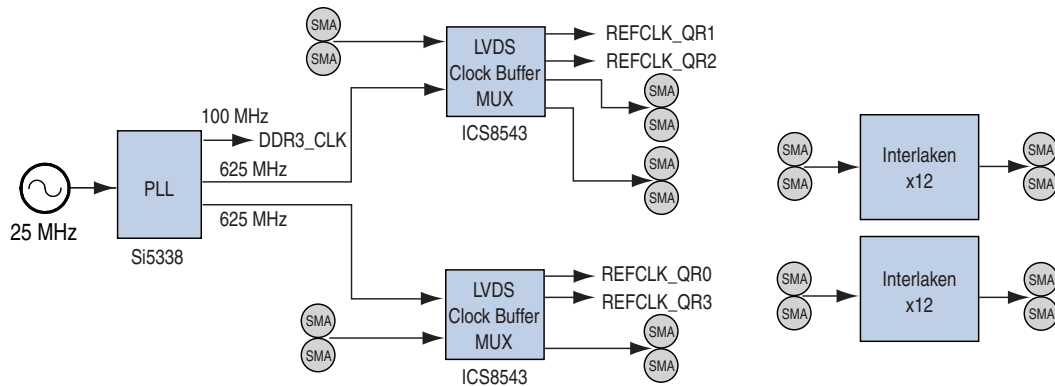 SMA
SMA
LVDS
Clock Buffer
MUX
ICS8543
REFCLK_QR1
REFCLK_QR2
SMA
SMA
SMA
SMA
25 MHz
PLL
Si5338
100 MHz
DDR3_CLK
625 MHz
625 MHz
SMA
SMA
LVDS
Clock Buffer
MUX
ICS8543
REFCLK_QR0
REFCLK_QR3
SMA
SMA
SMA
SMA
Interlaken
x12
SMA
SMA
SMA
SMA
Interlaken
x12
SMA
SMA